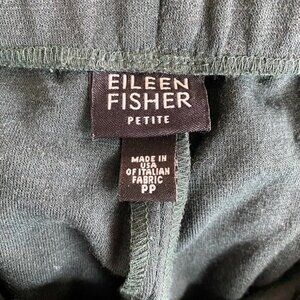 EILEEN
FISHER
PETITE
MADE IN
USA
OF ITALIAN
FABRIC
PP